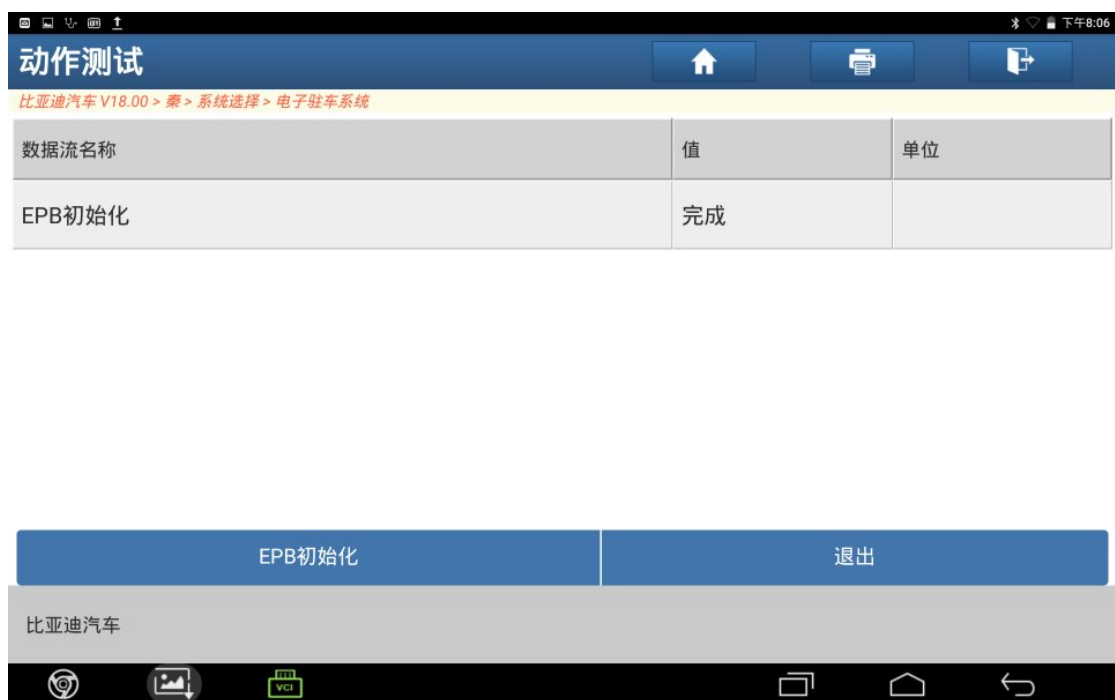 下午8:06
动作测试
比亚迪汽车 V18.00 > 秦 > 系统选择 > 电子驻车系统
数据流名称 值 单位
EPB初始化 完成
EPB初始化 退出
比亚迪汽车
VCI